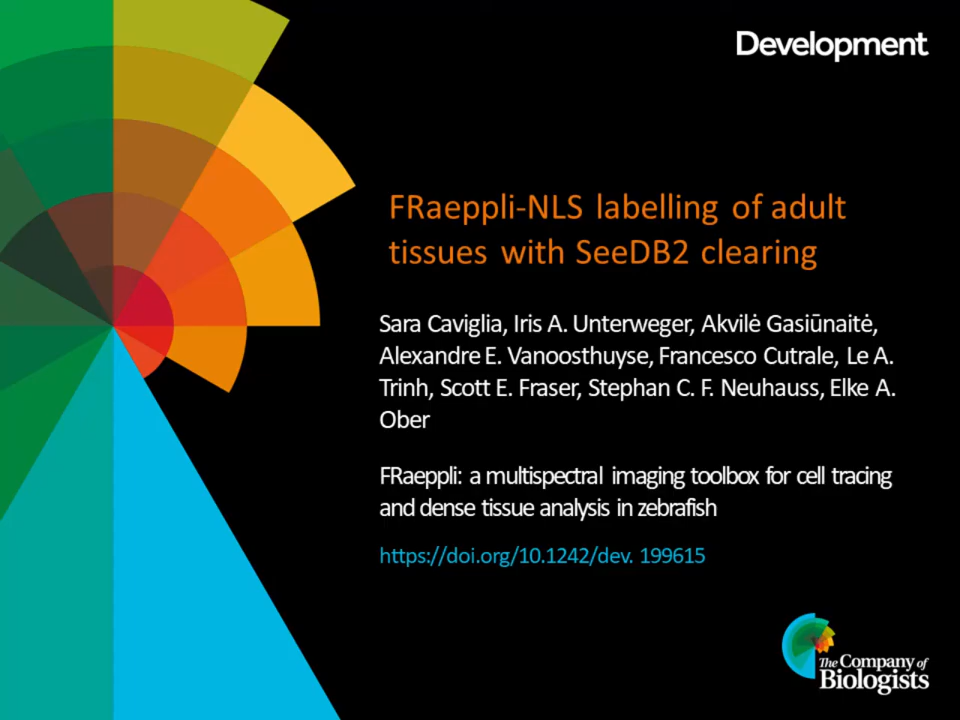 Development
FRaeppli-NLS labelling of adult
tissues with SeeDB2 clearing
Sara Caviglia, Iris A. Unterweger, Akvilė Gasiūnaitė,
Alexandre E. Vanoosthuyse, Francesco Cutrale, Le A.
Trinh, Scott E. Fraser, Stephan C. F. Neuhauss, Elke A.
Ober
FRaeppli: a multispectral imaging toolbox for cell tracing
and dense tissue analysis in zebrafish
https://doi.org/10.1242/dev. 199615
The Company of
Biologists